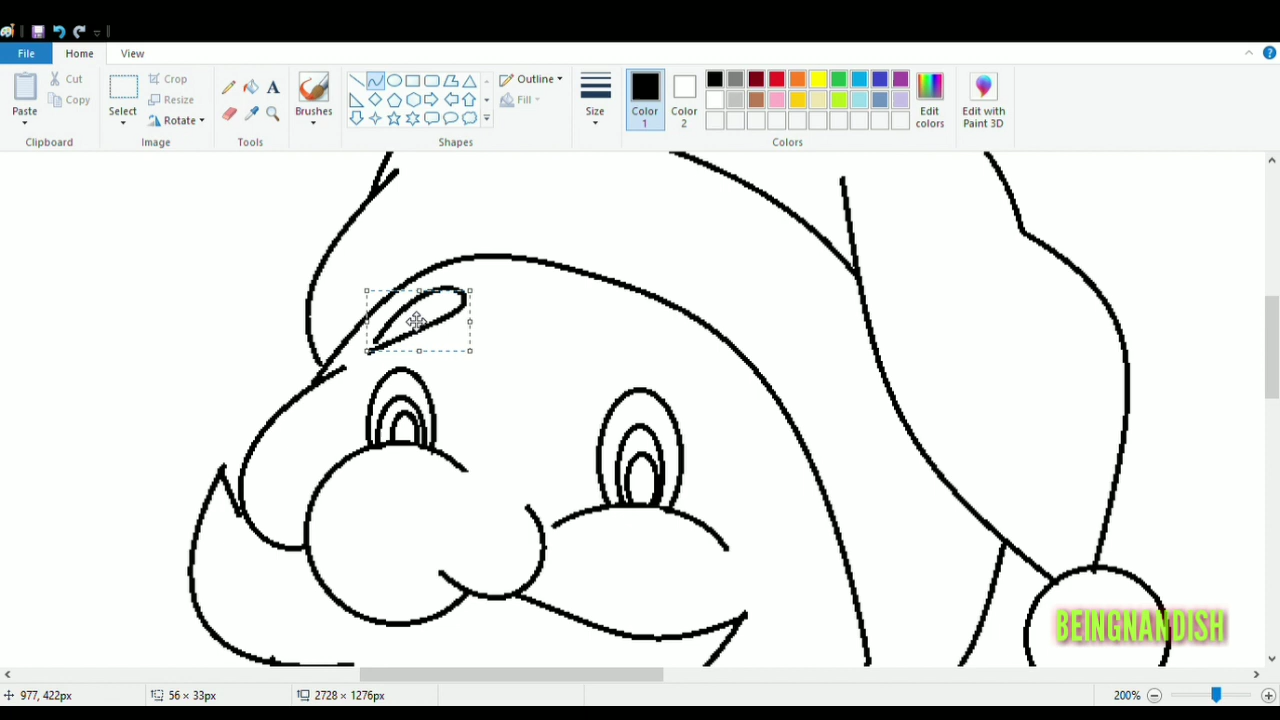 File Home View
Paste
Cut
Copy
Clipboard
Select
Crop
Resize
Rotate
Image
A
Tools
Brushes
Shapes
Outline
Fill
Size
Color
1
Color
2
Edit
colors
Colors
Edit with
Paint 3D
BEINGNANDISH
977, 422px
56 × 33px
2728 × 1276px
200%